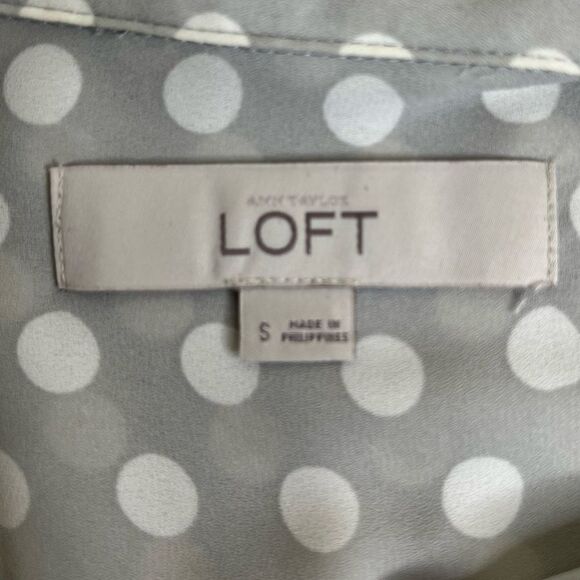 ANN TAYLOR
LOFT
S
MADE IN
PHILIPPINES